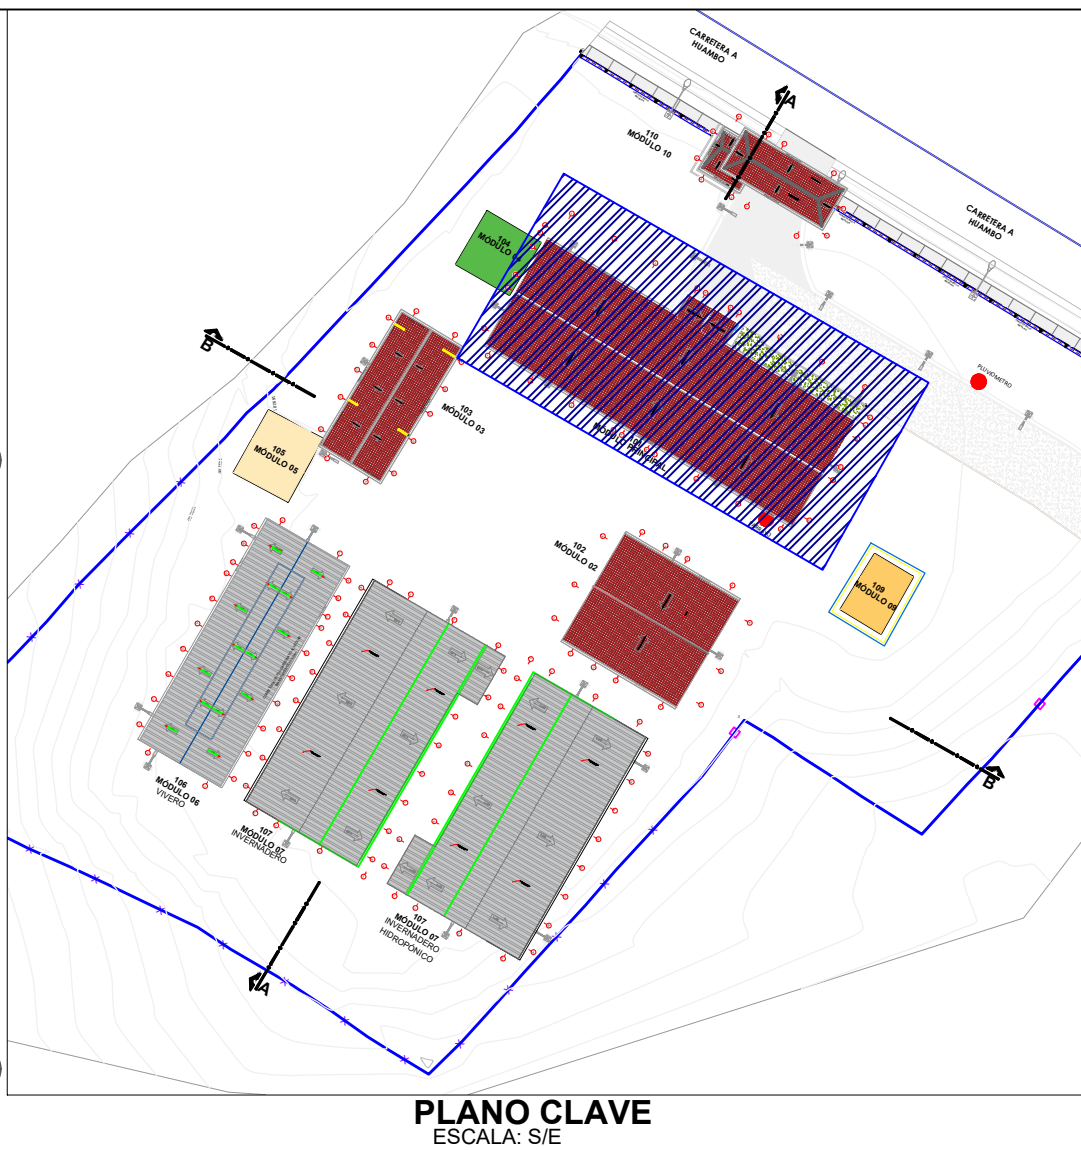 CARRETERA A
HUAMBO
A
110
MÓDULO 10
CARRETERA A
HUAMBO
104
MÓDULO
B
PLUVIOMETRO
103
MÓDULO 03
MÓDULO PRINCIPAL
105
MÓDULO 05
102
MÓDULO 02
109
MÓDULO 09
B
106
MÓDULO 06
VIVERO
107
MÓDULO 07
INVERNADERO
107
MÓDULO 07
INVERNADERO
HIDROPÓNICO
A
PLANO CLAVE
ESCALA: S/E